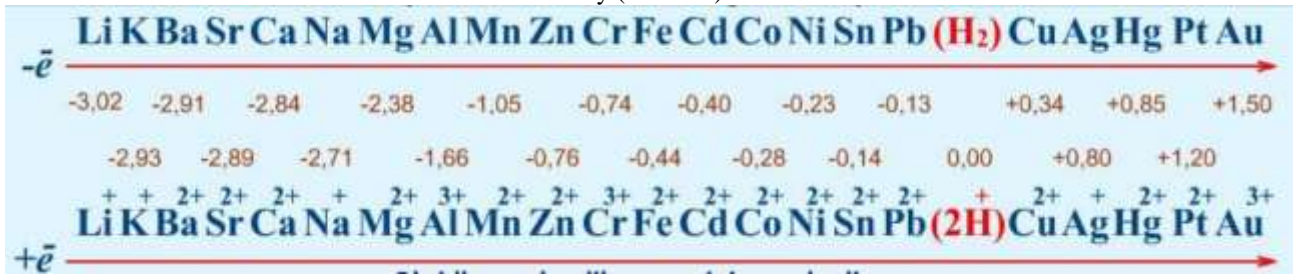 Li K Ba Sr Ca Na Mg Al Mn Zn Cr Fe Cd Co Ni Sn Pb (H₂) Cu Ag Hg Pt Au
-ē
-3,02 -2,91 -2,84 -2,38 -1,05 -0,74 -0,40 -0,23 -0,13 +0,34 +0,85 +1,50
-2,93 -2,89 -2,71 -1,66 -0,76 -0,44 -0,28 -0,14 0,00 +0,80 +1,20
+ + 2+ 2+ 2+ + 2+ 3+ 2+ 2+ 3+ 2+ 2+ 2+ 2+ 2+ 2+ + 2+ + 2+ 2+ 3+
Li K Ba Sr Ca Na Mg Al Mn Zn Cr Fe Cd Co Ni Sn Pb (2H) Cu Ag Hg Pt Au
+ē